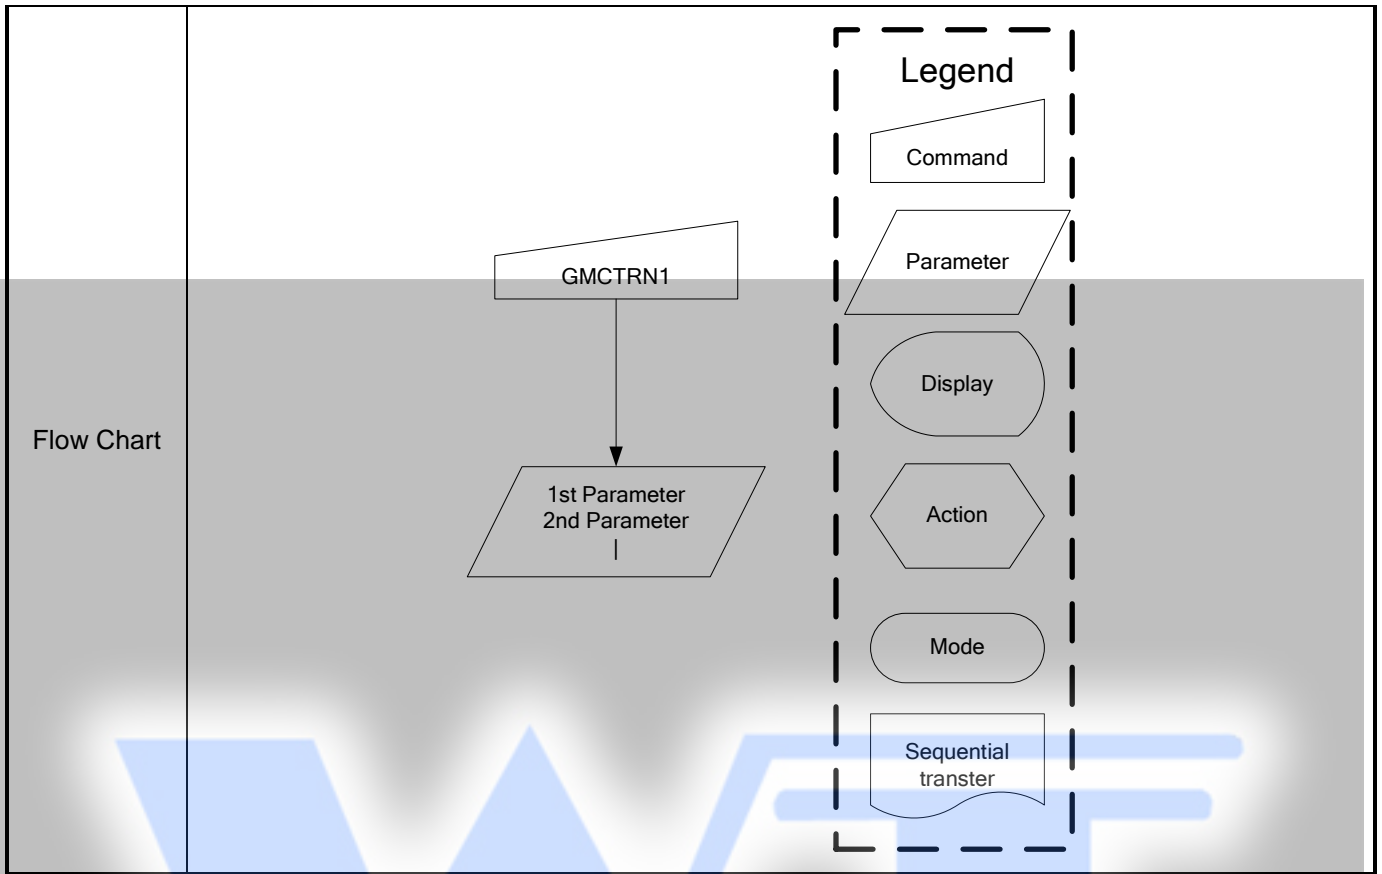 Flow Chart
GMCTRN1
1st Parameter
2nd Parameter
|
Legend
Command
Parameter
Display
Action
Mode
Sequential
transter